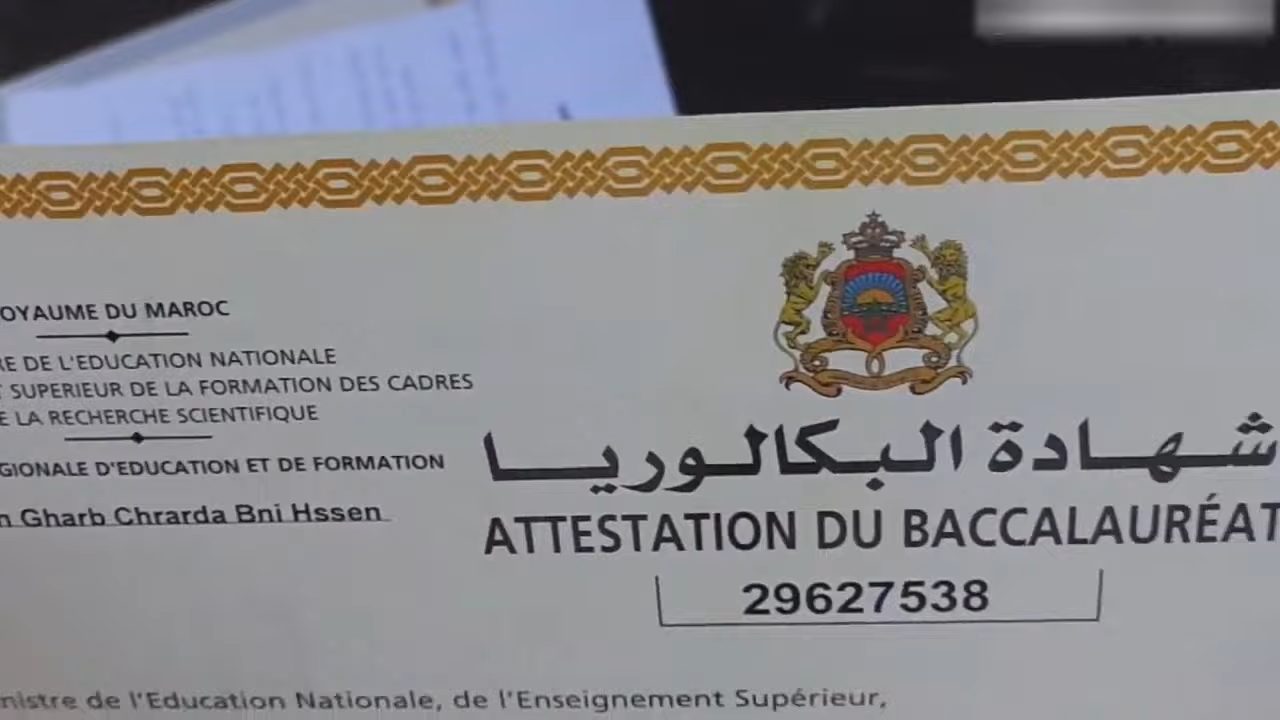 OYAUME DU MAROC
RE DE L'EDUCATION NATIONALE
T SUPERIEUR DE LA FORMATION DES CADRES
E LA RECHERCHE SCIENTIFIQUE
GIONALE D'EDUCATION ET DE FORMATION
n Gharb Chrarda Bni Hssen
شهادة البكالوريا
ATTESTATION DU BACCALAURÉAT
29627538
nistre de l'Education Nationale, de l'Enseignement Supérieur,